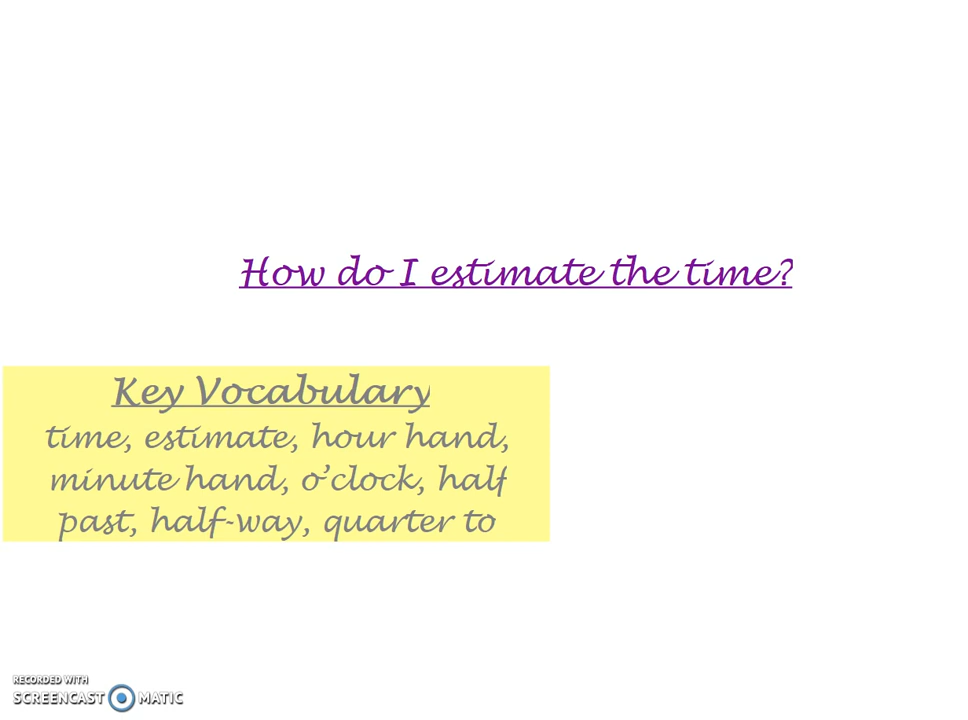 How do I estimate the time?
Key Vocabulary
time, estimate, hour hand,
minute hand, o’clock, half
past, half-way, quarter to
RECORDED WITH
SCREENCAST MATIC